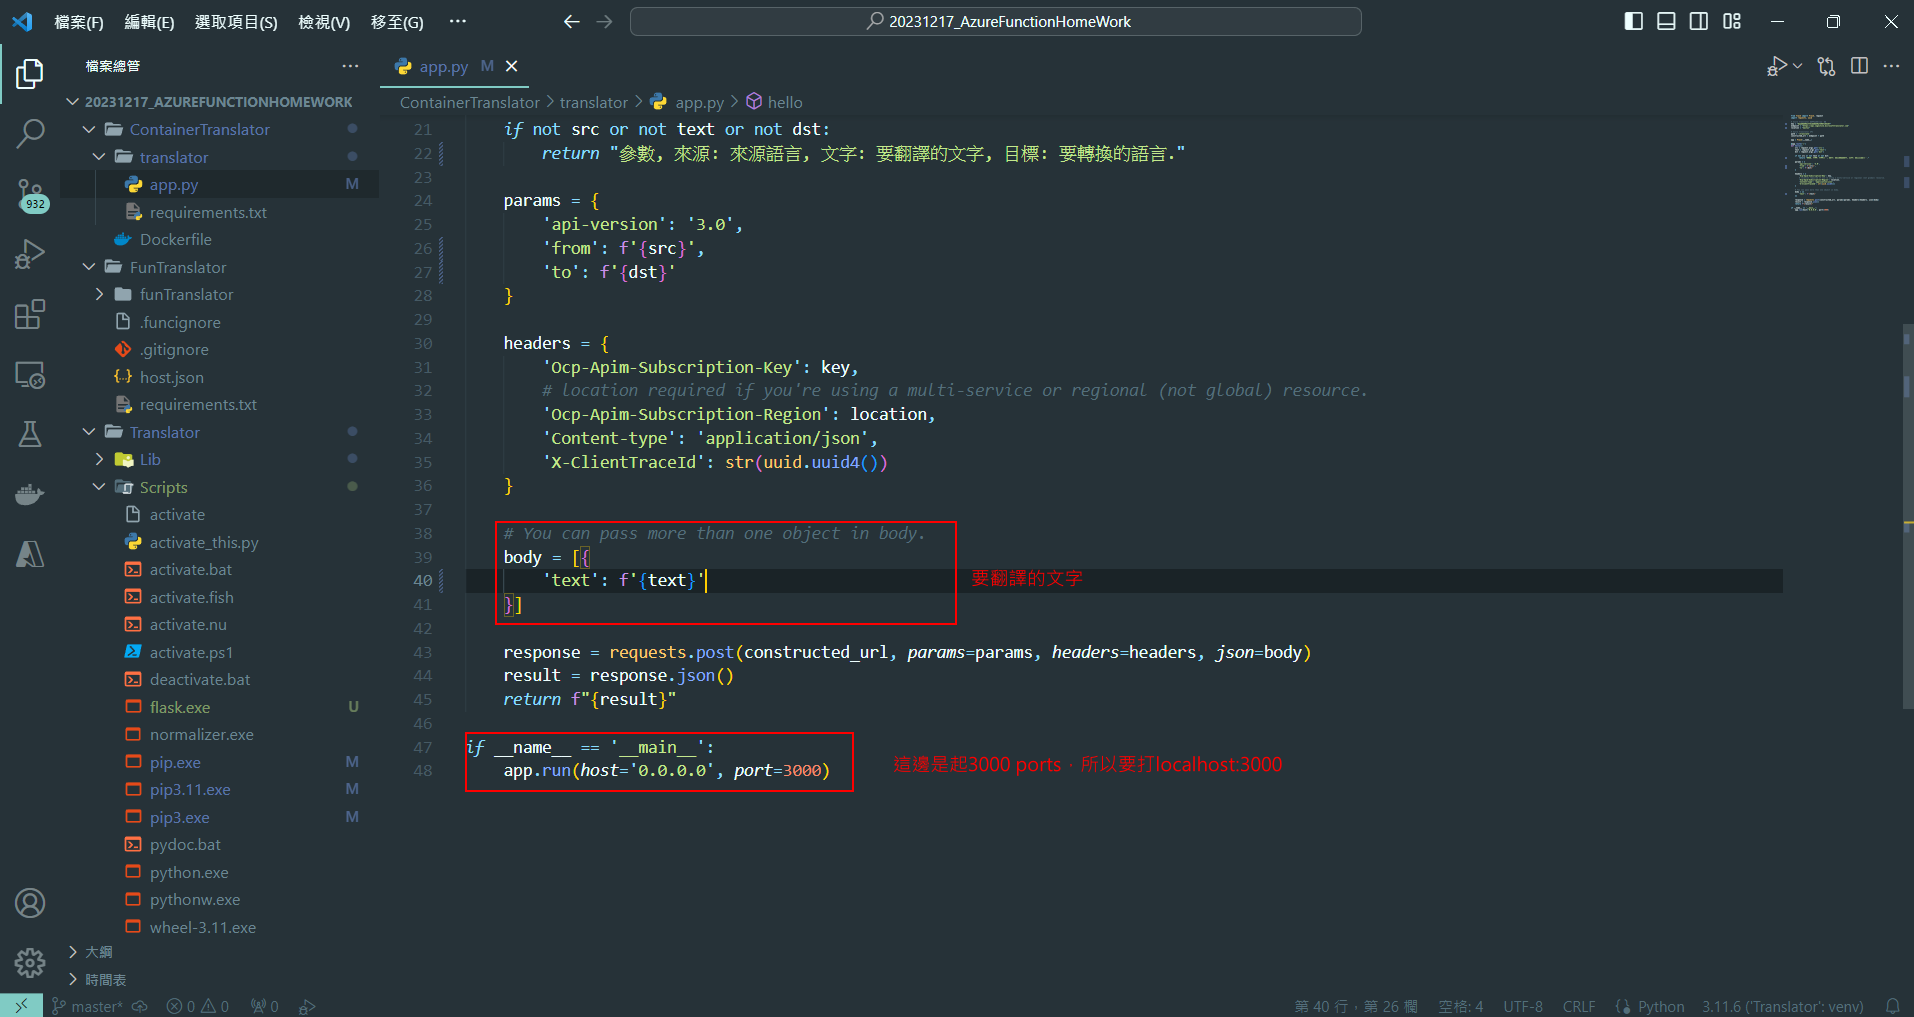 檔案(F) 編輯(E) 選取項目(S) 檢視(V) 移至(G) ··· 20231217_AzureFunctionHomeWork
檔案總管 ···
20231217_AZUREFUNCTIONHOMEWORK
ContainerTranslator
translator
app.py M
requirements.txt
Dockerfile
FunTranslator
funTranslator
.funcignore
.gitignore
host.json
requirements.txt
Translator
Lib
Scripts
activate
activate_this.py
activate.bat
activate.fish
activate.nu
activate.ps1
deactivate.bat
flask.exe U
normalizer.exe
pip.exe M
pip3.11.exe M
pip3.exe M
pydoc.bat
python.exe
pythonw.exe
wheel-3.11.exe
大綱
時間表
932
app.py M
ContainerTranslator > translator > app.py > hello
21 if not src or not text or not dst:
22 return "參數, 來源: 來源語言, 文字: 要翻譯的文字, 目標: 要轉換的語言."
23
24 params = {
25 'api-version': '3.0',
26 'from': f'{src}',
27 'to': f'{dst}'
28 }
29
30 headers = {
31 'Ocp-Apim-Subscription-Key': key,
32 # location required if you're using a multi-service or regional (not global) resource.
33 'Ocp-Apim-Subscription-Region': location,
34 'Content-type': 'application/json',
35 'X-ClientTraceId': str(uuid.uuid4())
36 }
37
38 # You can pass more than one object in body.
39 body = [{
40 'text': f'{text}' 要翻譯的文字
41 }]
42
43 response = requests.post(constructed_url, params=params, headers=headers, json=body)
44 result = response.json()
45 return f"{result}"
46
47 if __name__ == '__main__':
48 app.run(host='0.0.0.0', port=3000) 這邊是起3000 ports，所以要打localhost:3000
master* 0 0 0 第 40 行，第 26 欄 空格: 4 UTF-8 CRLF Python 3.11.6 ('Translator': venv)